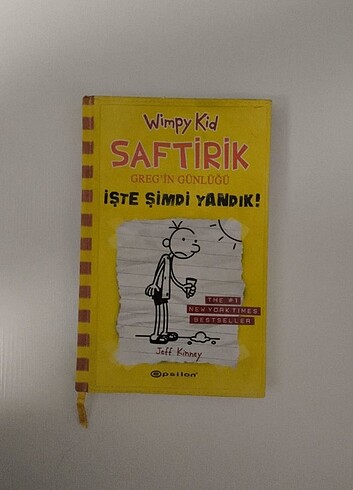 Wimpy Kid
SAFTİRİK
GREG'İN GÜNLÜĞÜ
İŞTE ŞİMDİ YANDIK!
THE #1
NEW YORK TIMES
BESTSELLER
Jeff Kinney
epsilon